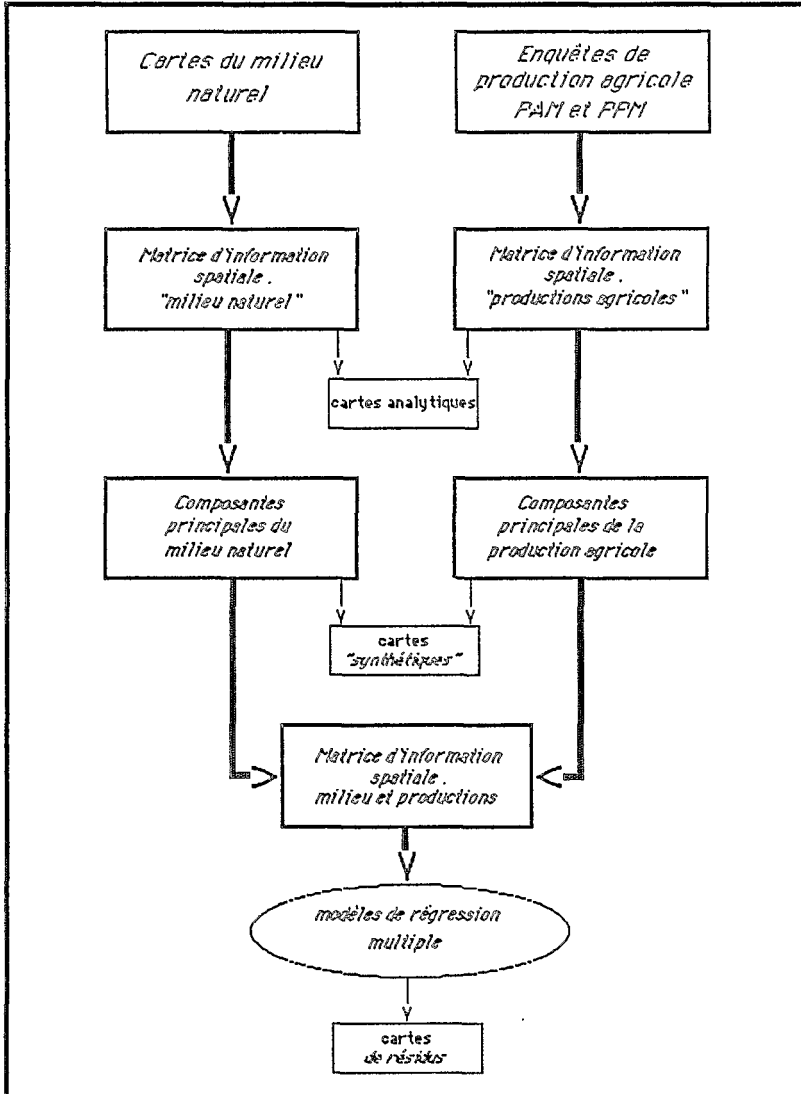 Cartes du milieu
naturel
Enquêtes de
production agricole
PAM et PPM
Matrice d'information
spatiale.
"milieu naturel"
Matrice d'information
spatiale.
"productions agricoles"
cartes analytiques
Composantes
principales du
milieu naturel
Composantes
principales de la
production agricole
cartes
"synthétiques"
Matrice d'information
spatiale.
milieu et productions
modèles de régression
multiple
cartes
de résidus